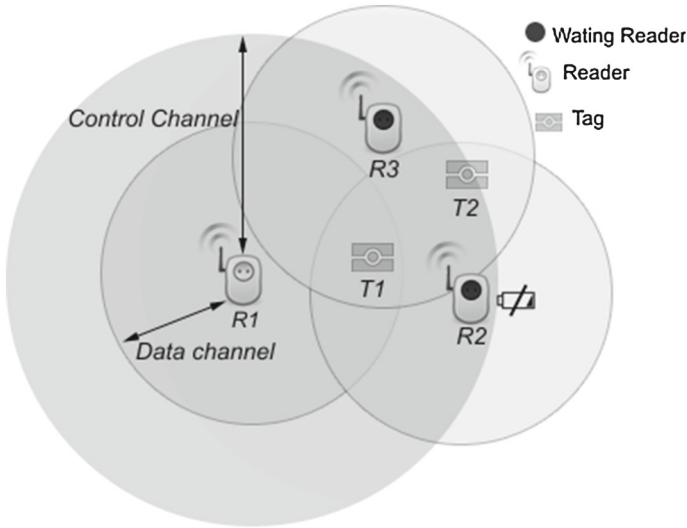 Wating Reader
Reader
Tag
Control Channel
R3
T2
T1
R1
R2
Data channel